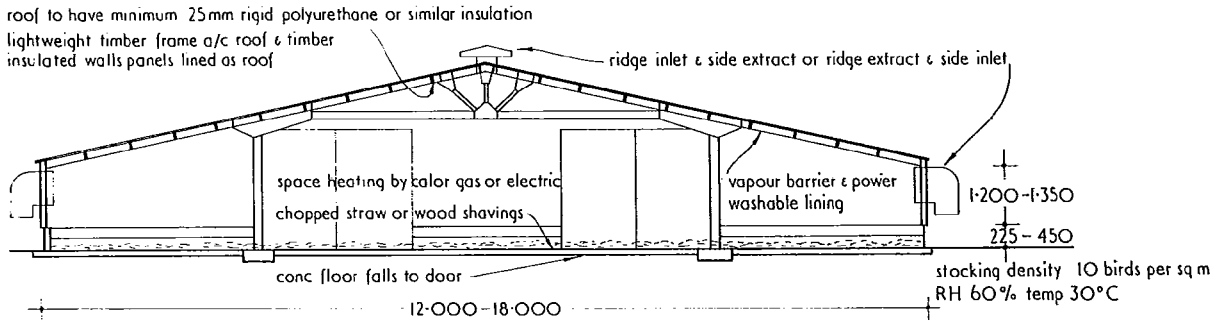 roof to have minimum 25mm rigid polyurethane or similar insulation
lightweight timber frame a/c roof & timber
insulated walls panels lined as roof
ridge inlet & side extract or ridge extract & side inlet
space heating by calor gas or electric
chopped straw or wood shavings
vapour barrier & power
washable lining
1·200-1·350
225-450
conc floor falls to door
stocking density 10 birds per sq m
RH 60% temp 30°C
12·000-18·000